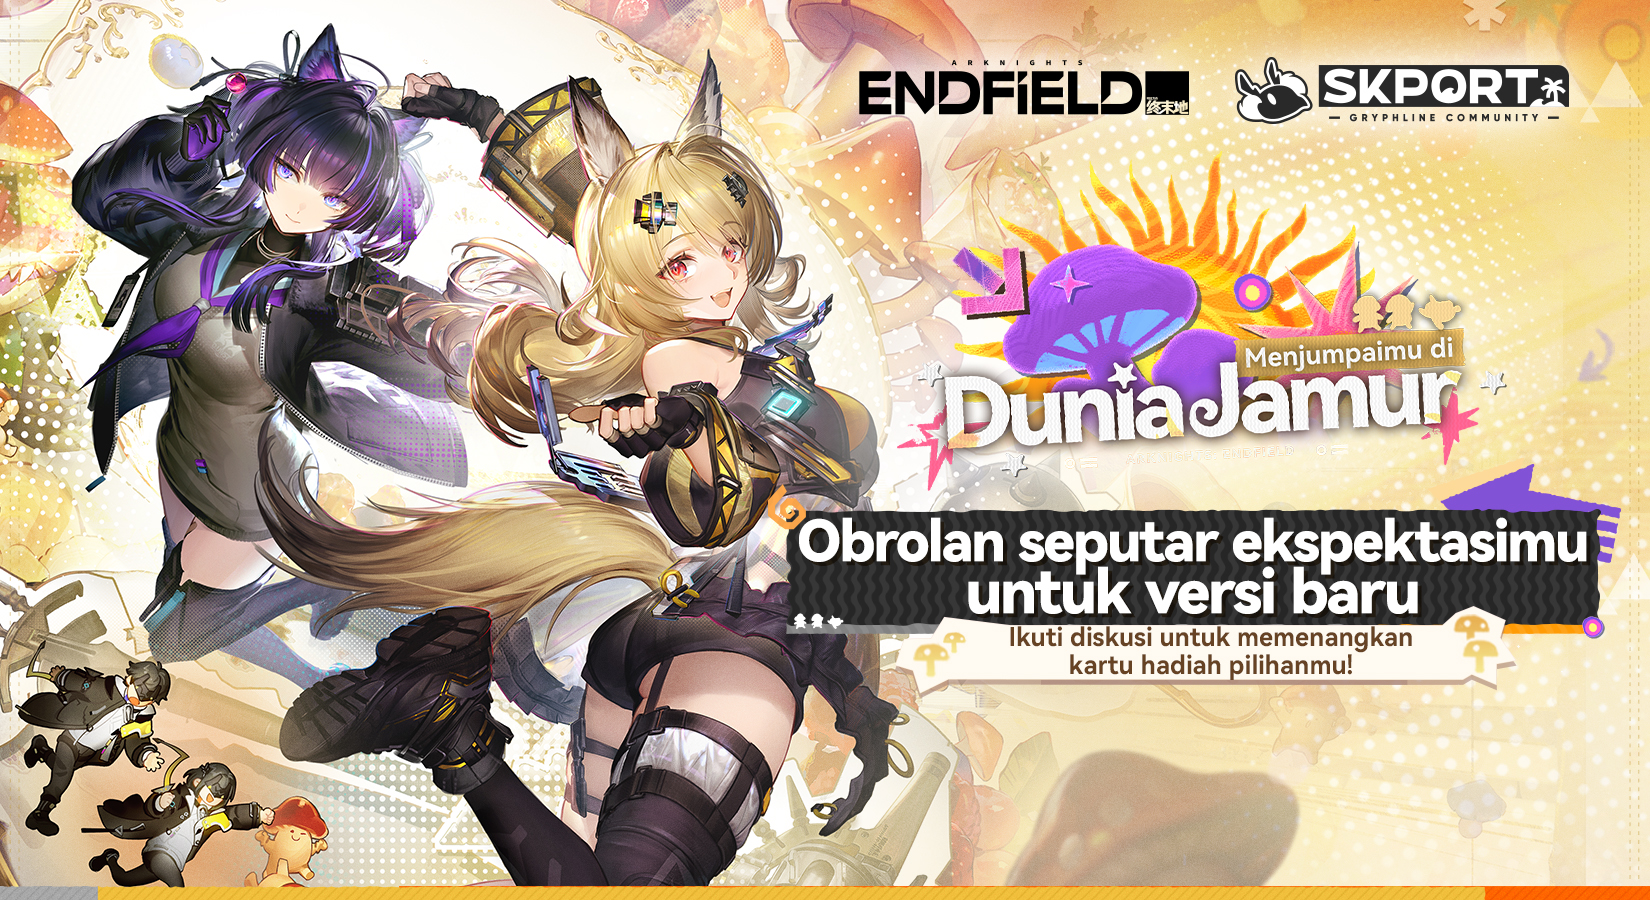 ARKNIGHTS
ENDFIELD
终末地
SKPORT
GRYPHLINE COMMUNITY
Menjumpaimu di
Dunia Jamur
Obrolan seputar ekspektasimu
untuk versi baru
Ikuti diskusi untuk memenangkan
kartu hadiah pilihanmu!